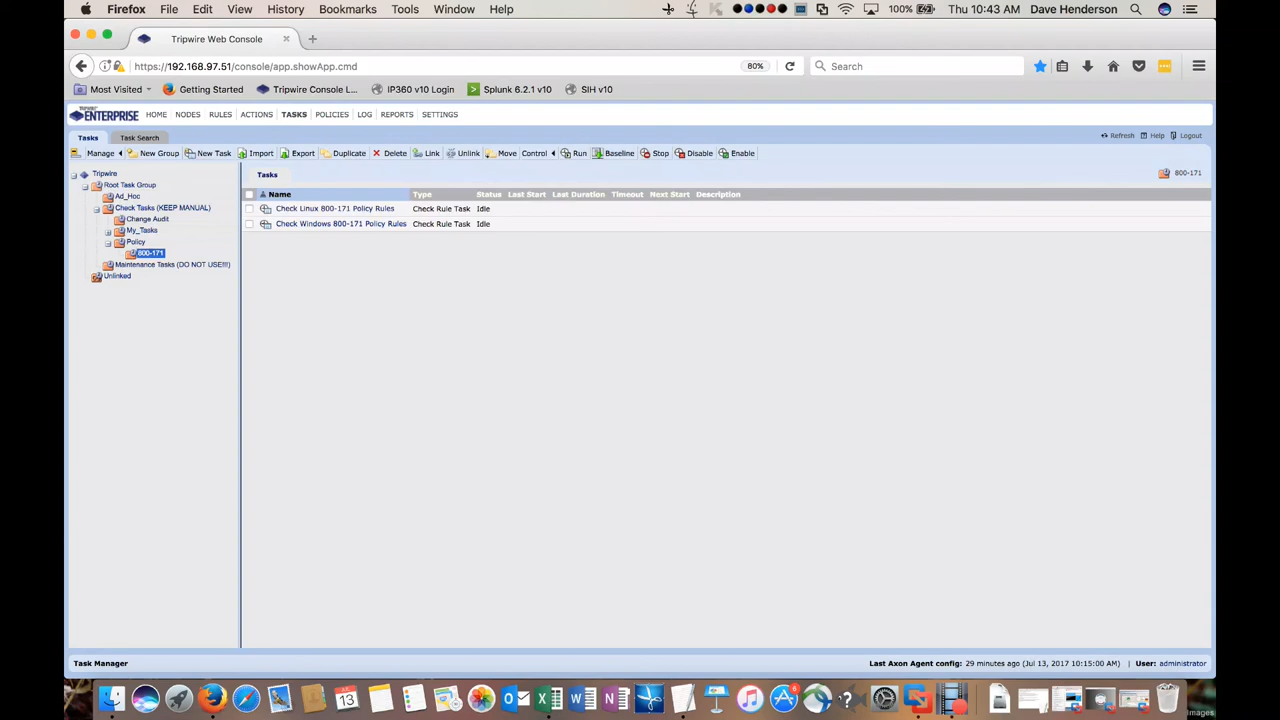 Firefox File Edit View History Bookmarks Tools Window Help 100% Thu 10:43 AM Dave Henderson
Tripwire Web Console
https://192.168.97.51/console/app.showApp.cmd 80% Search
Most Visited Getting Started Tripwire Console L... IP360 v10 Login Splunk 6.2.1 v10 SIH v10
TRIPWIRE ENTERPRISE HOME NODES RULES ACTIONS TASKS POLICIES LOG REPORTS SETTINGS
Tasks Task Search Refresh Help Logout
Manage New Group New Task Import Export Duplicate Delete Link Unlink Move Control Run Baseline Stop Disable Enable
Tripwire
Root Task Group
Ad_Hoc
Check Tasks (KEEP MANUAL)
Change Audit
My_Tasks
Policy
800-171
Maintenance Tasks (DO NOT USE!!!)
Unlinked
Tasks 800-171
Name Type Status Last Start Last Duration Timeout Next Start Description
Check Linux 800-171 Policy Rules Check Rule Task Idle
Check Windows 800-171 Policy Rules Check Rule Task Idle
Task Manager Last Axon Agent config: 29 minutes ago (Jul 13, 2017 10:15:00 AM) | User: administrator
13
6
Images